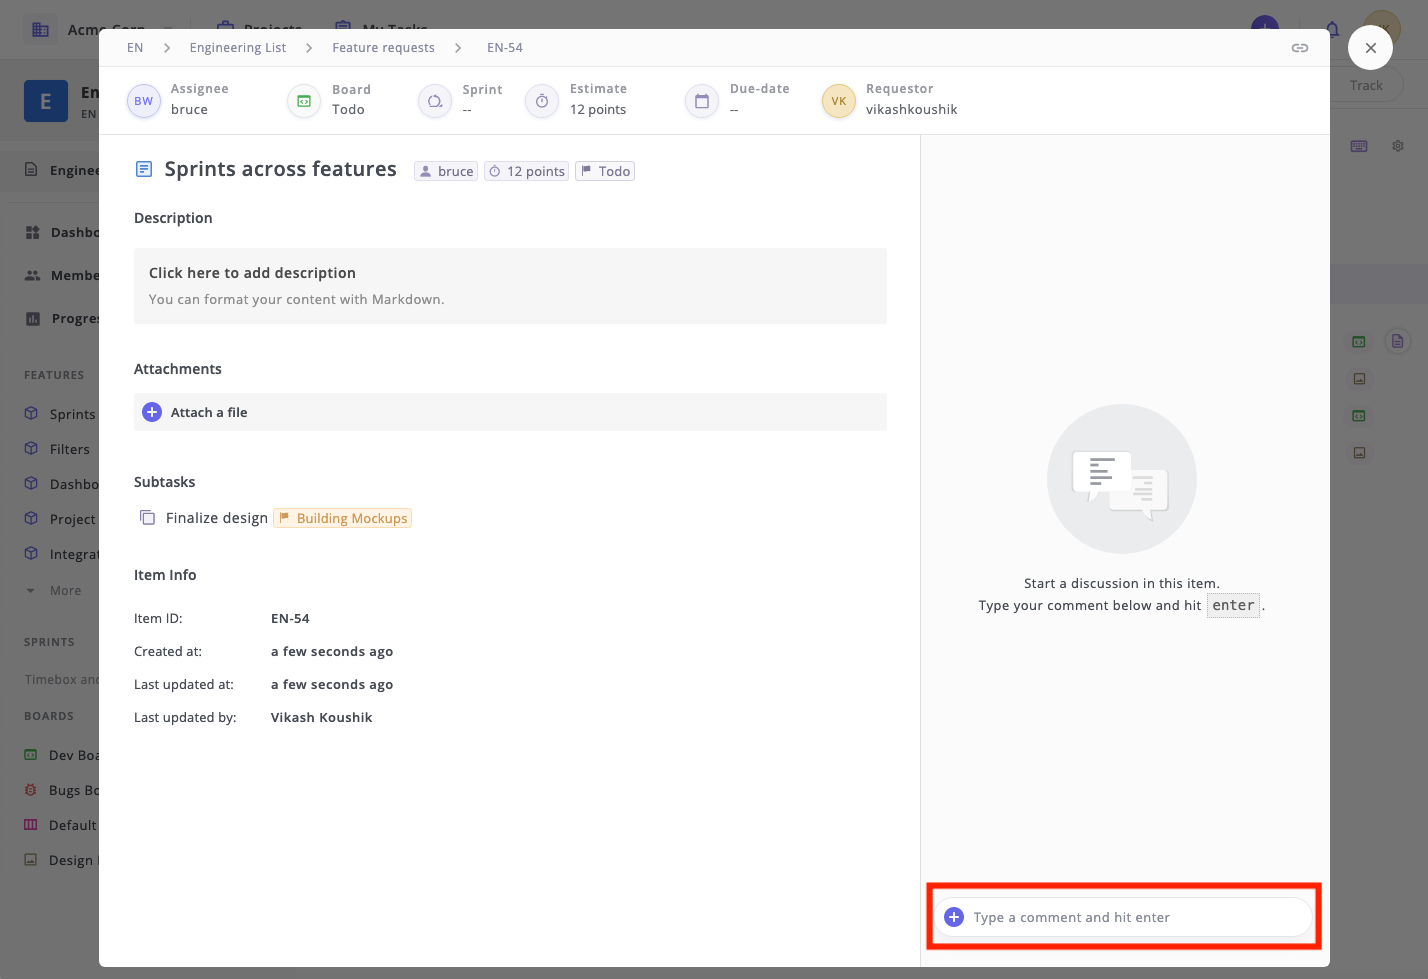 Acme Corp
Projects
My Tasks
EN
Engineering List
Feature requests
EN-54
E
EN
Track
BW
Assignee
bruce
Board
Todo
Sprint
--
Estimate
12 points
Due-date
--
VK
Requestor
vikashkoushik
Sprints across features
bruce
12 points
Todo
Description
Click here to add description
You can format your content with Markdown.
Attachments
Attach a file
Subtasks
Finalize design
Building Mockups
Item Info
Item ID:
EN-54
Created at:
a few seconds ago
Last updated at:
a few seconds ago
Last updated by:
Vikash Koushik
Start a discussion in this item.
Type your comment below and hit enter.
Type a comment and hit enter
Enginee
Dashbo
Membe
Progres
FEATURES
Sprints
Filters
Dashbo
Project
Integrat
More
SPRINTS
Timebox and
BOARDS
Dev Boa
Bugs Bo
Default
Design